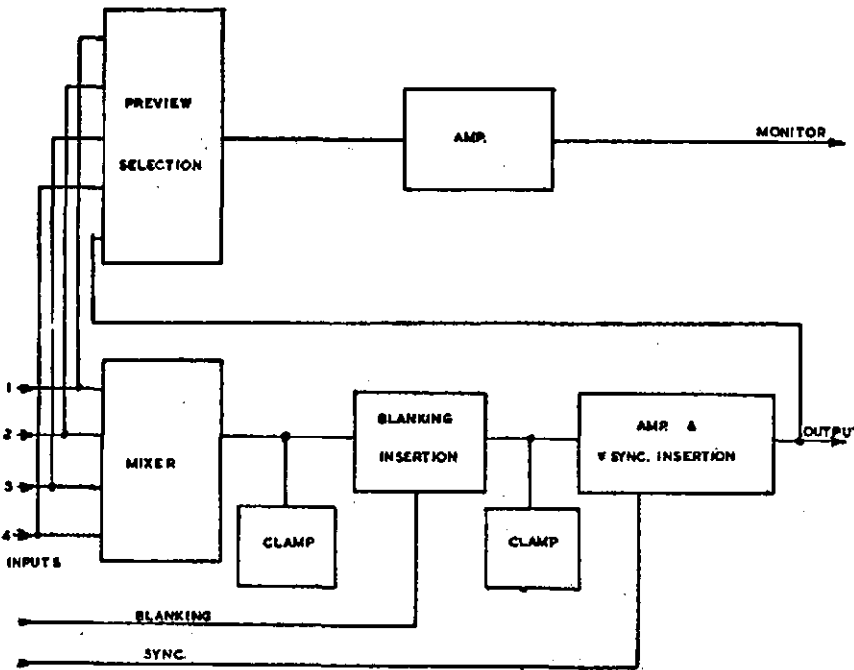 PREVIEW
SELECTION
AMP.
MONITOR
1
2
3
4
INPUTS
MIXER
BLANKING
INSERTION
AMP. &
SYNC. INSERTION
OUTPUT
CLAMP
CLAMP
BLANKING
SYNC.